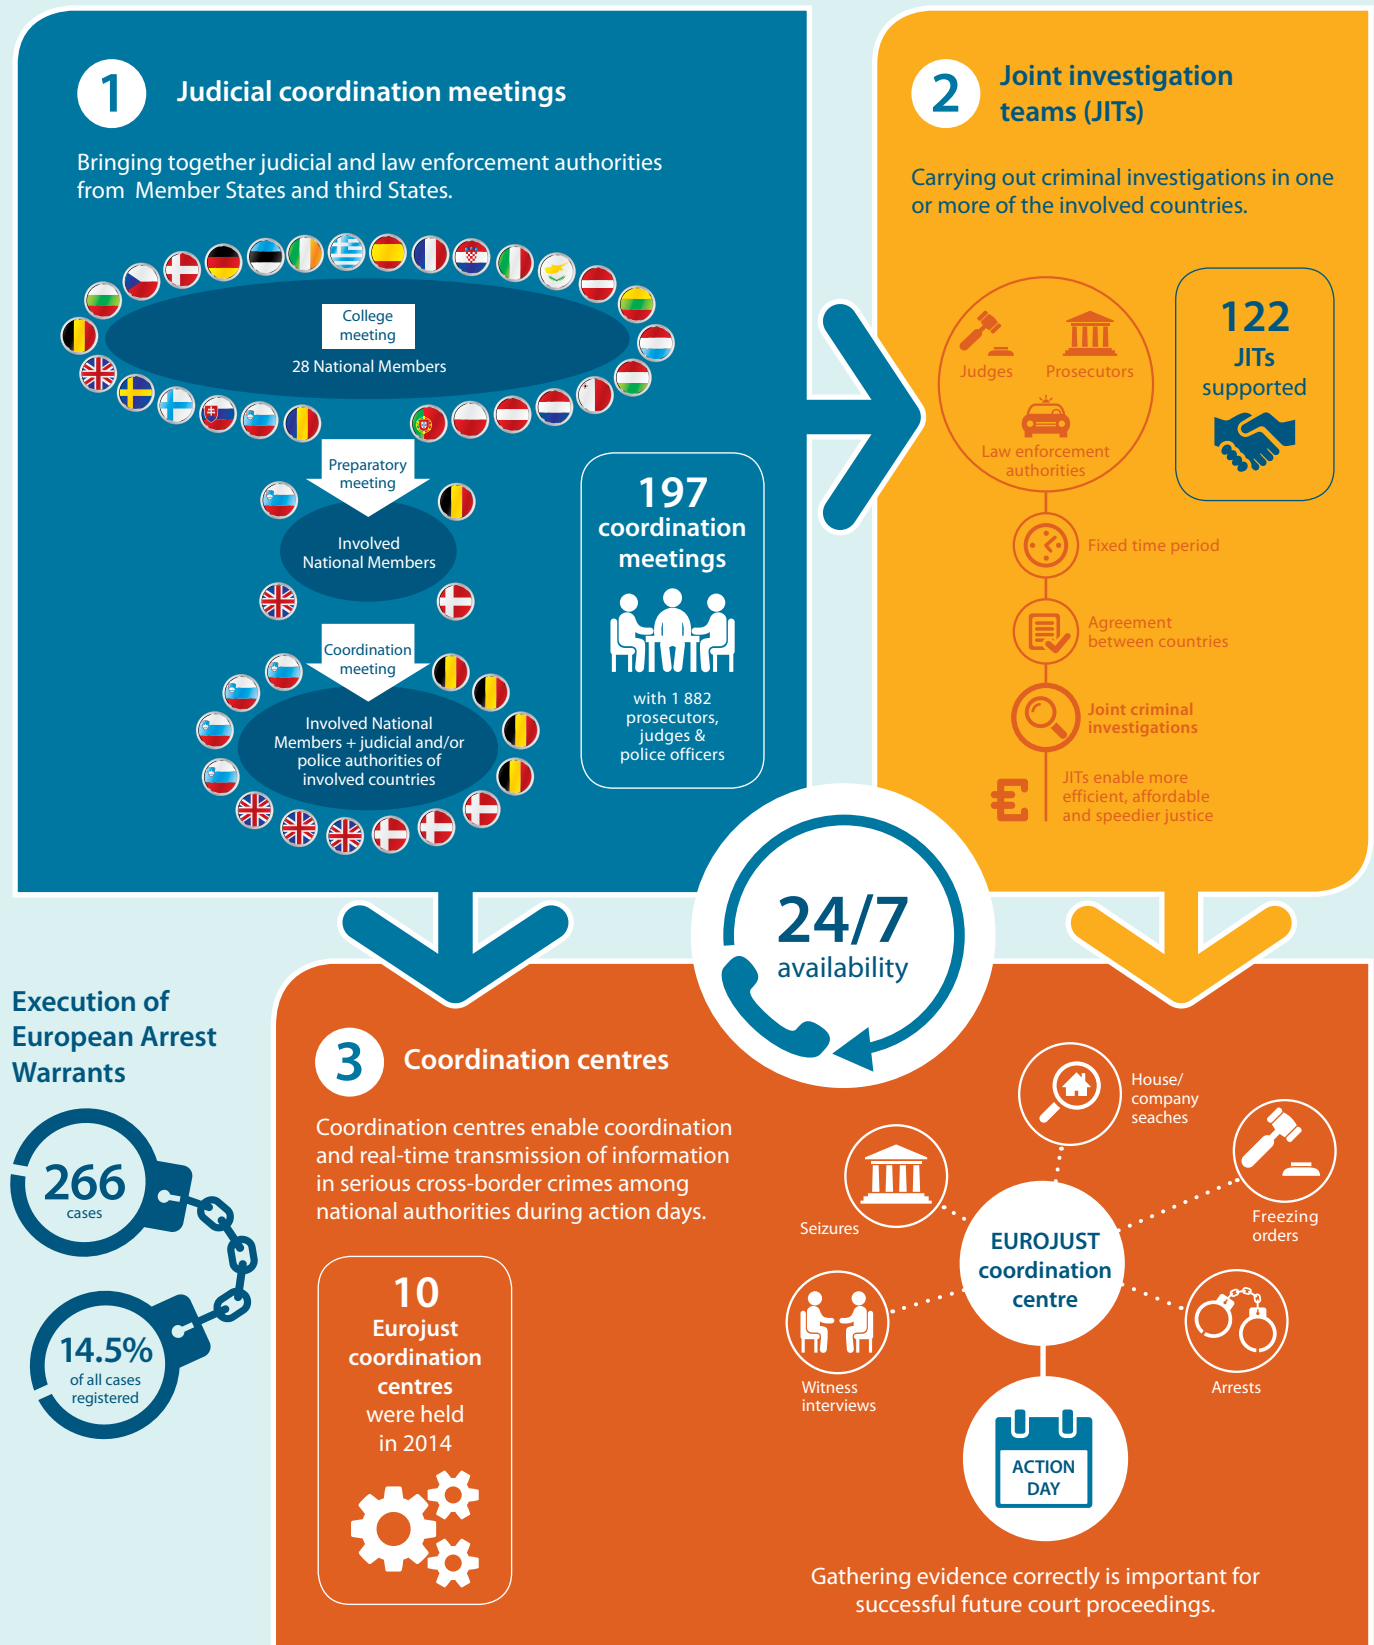 1
Judicial coordination meetings
Bringing together judicial and law enforcement authorities
from Member States and third States.
College
meeting
28 National Members
Preparatory
meeting
Involved
National Members
Coordination
meeting
Involved National
Members + judicial and/or
police authorities of
involved countries
197
coordination
meetings
with 1 882
prosecutors,
judges &
police officers
2
Joint investigation
teams (JITs)
Carrying out criminal investigations in one
or more of the involved countries.
Judges
Prosecutors
Law enforcement
authorities
122
JITs
supported
Fixed time period
Agreement
between countries
Joint criminal
investigations
JITs enable more
efficient, affordable
and speedier justice
24/7
availability
Execution of
European Arrest
Warrants
266
cases
14.5%
of all cases
registered
3
Coordination centres
Coordination centres enable coordination
and real-time transmission of information
in serious cross-border crimes among
national authorities during action days.
10
Eurojust
coordination
centres
were held
in 2014
House/
company
seaches
Seizures
Freezing
orders
EUROJUST
coordination
centre
Witness
interviews
Arrests
ACTION
DAY
Gathering evidence correctly is important for
successful future court proceedings.